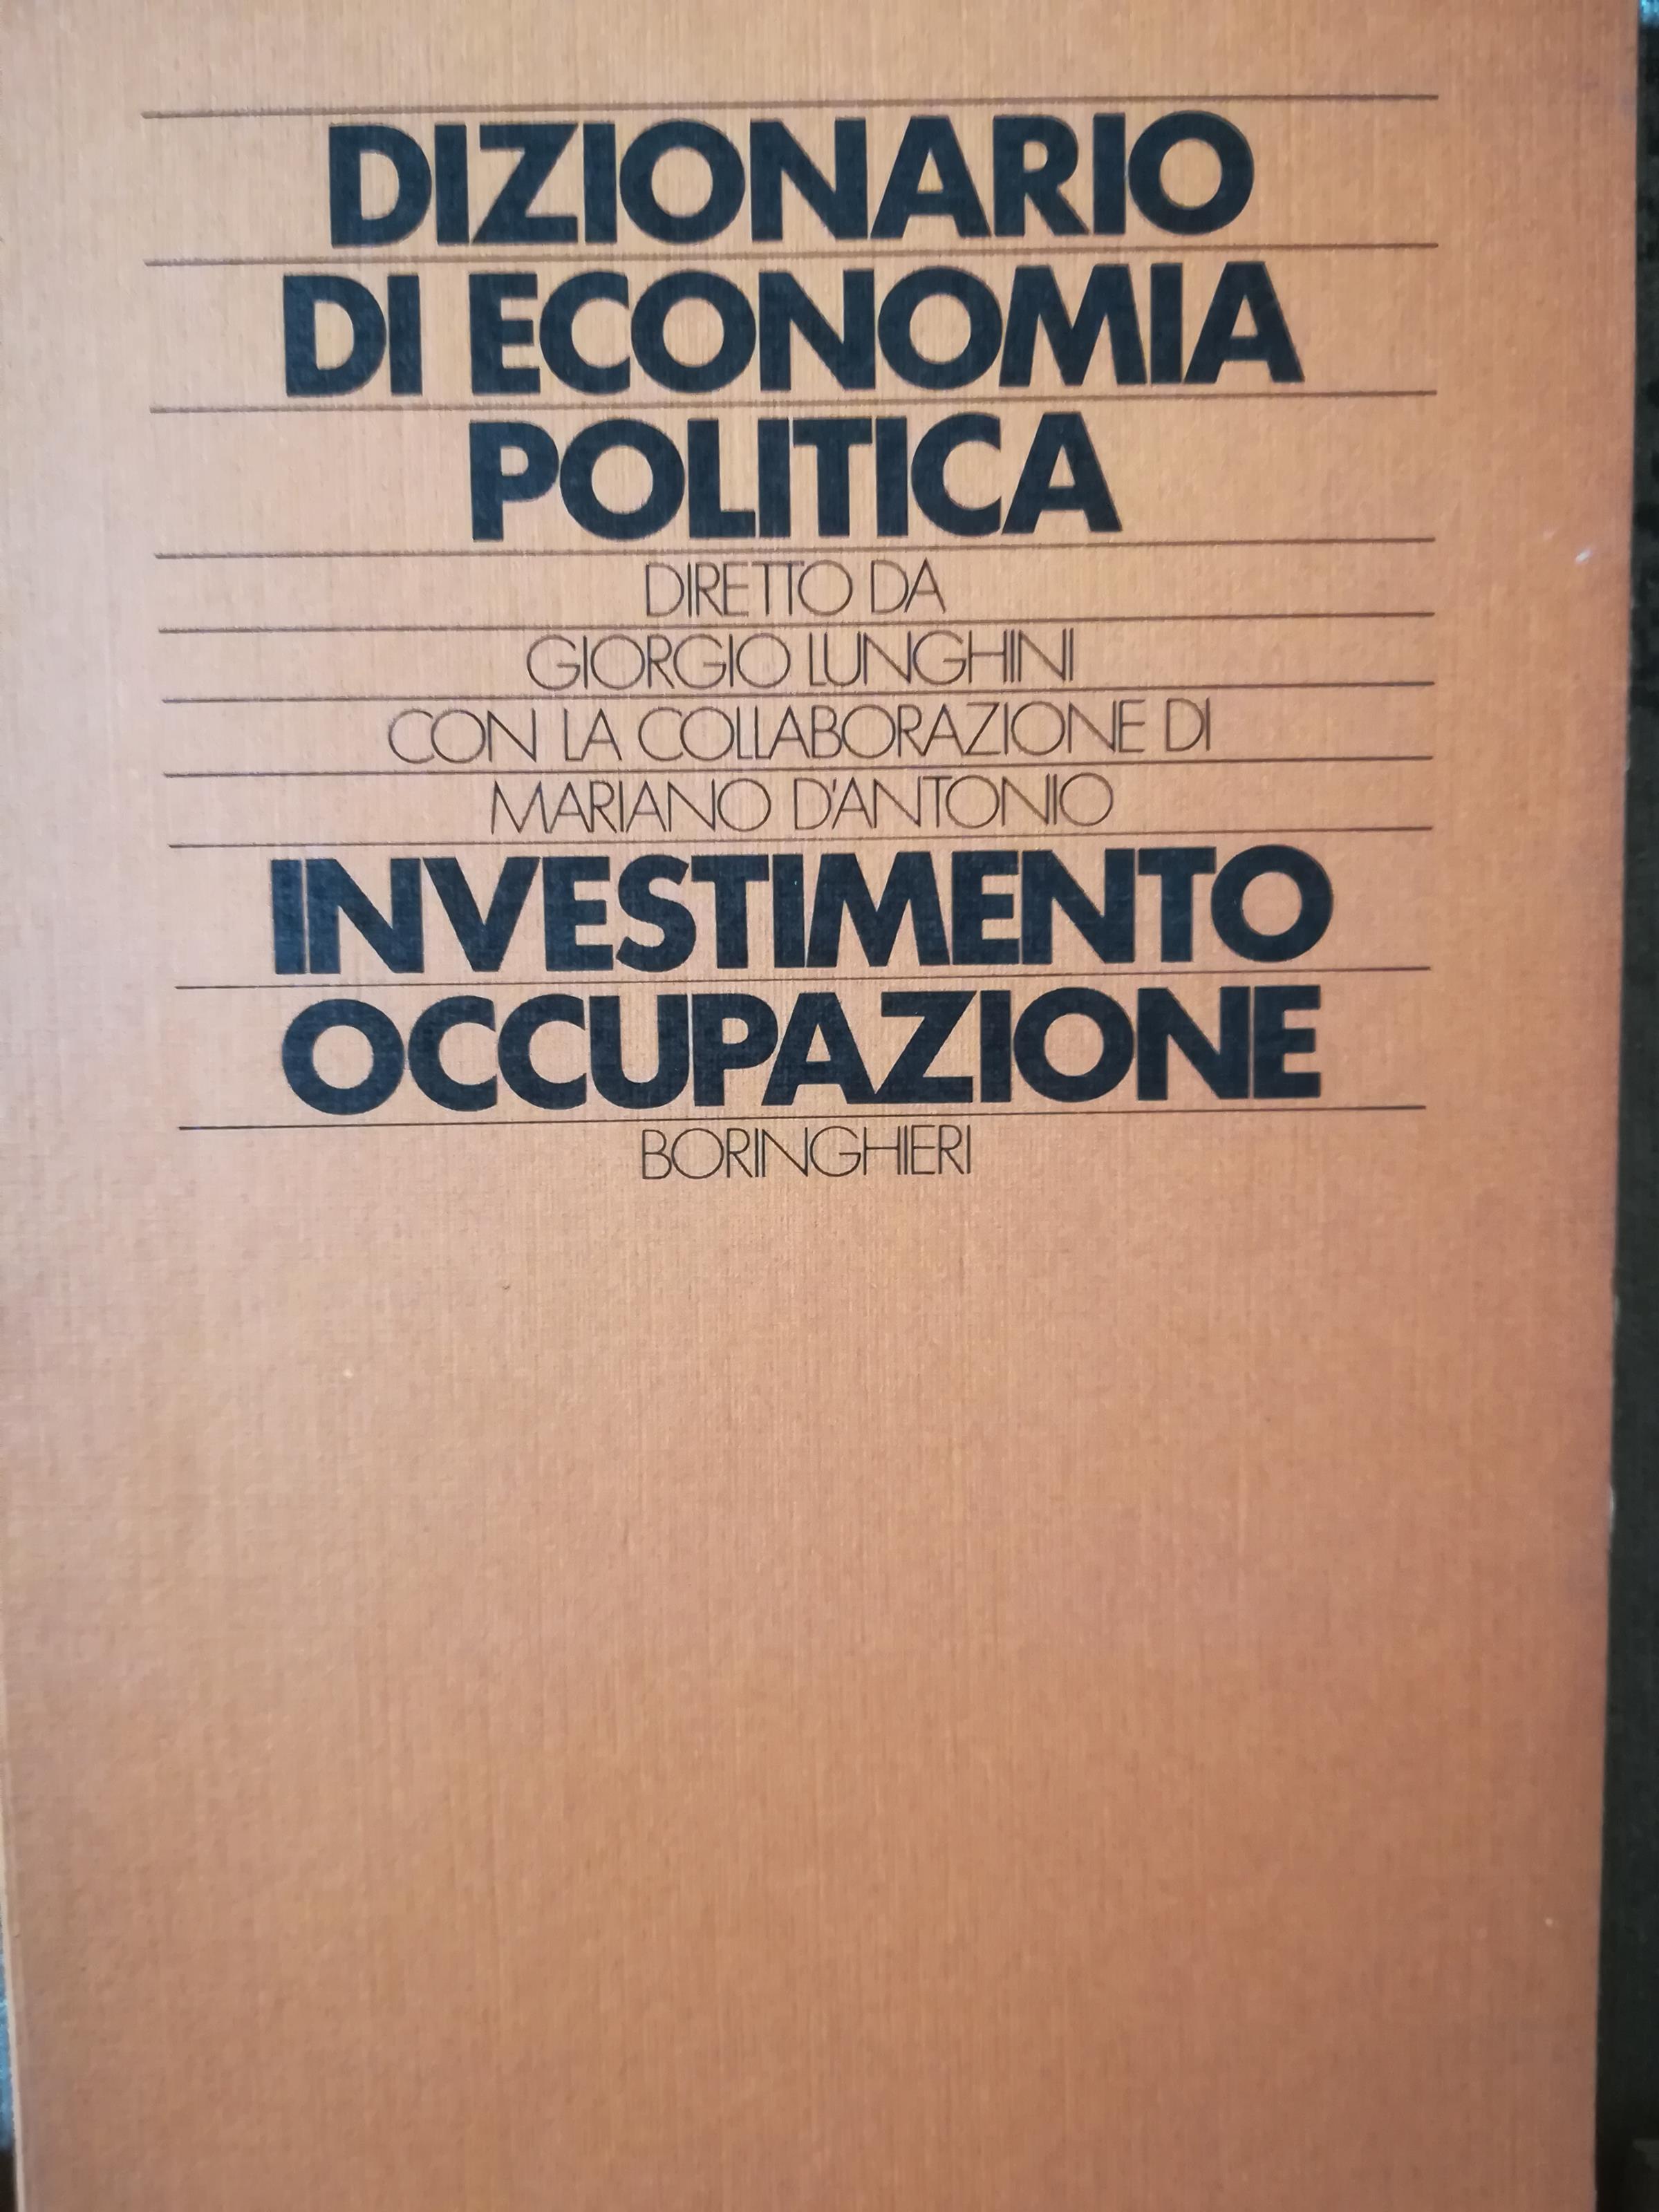 DIZIONARIO
DI ECONOMIA
POLITICA
DIRETTO DA
GIORGIO LUNGHINI
CON LA COLLABORAZIONE DI
MARIANO D'ANTONIO
INVESTIMENTO
OCCUPAZIONE
BORINGHIERI